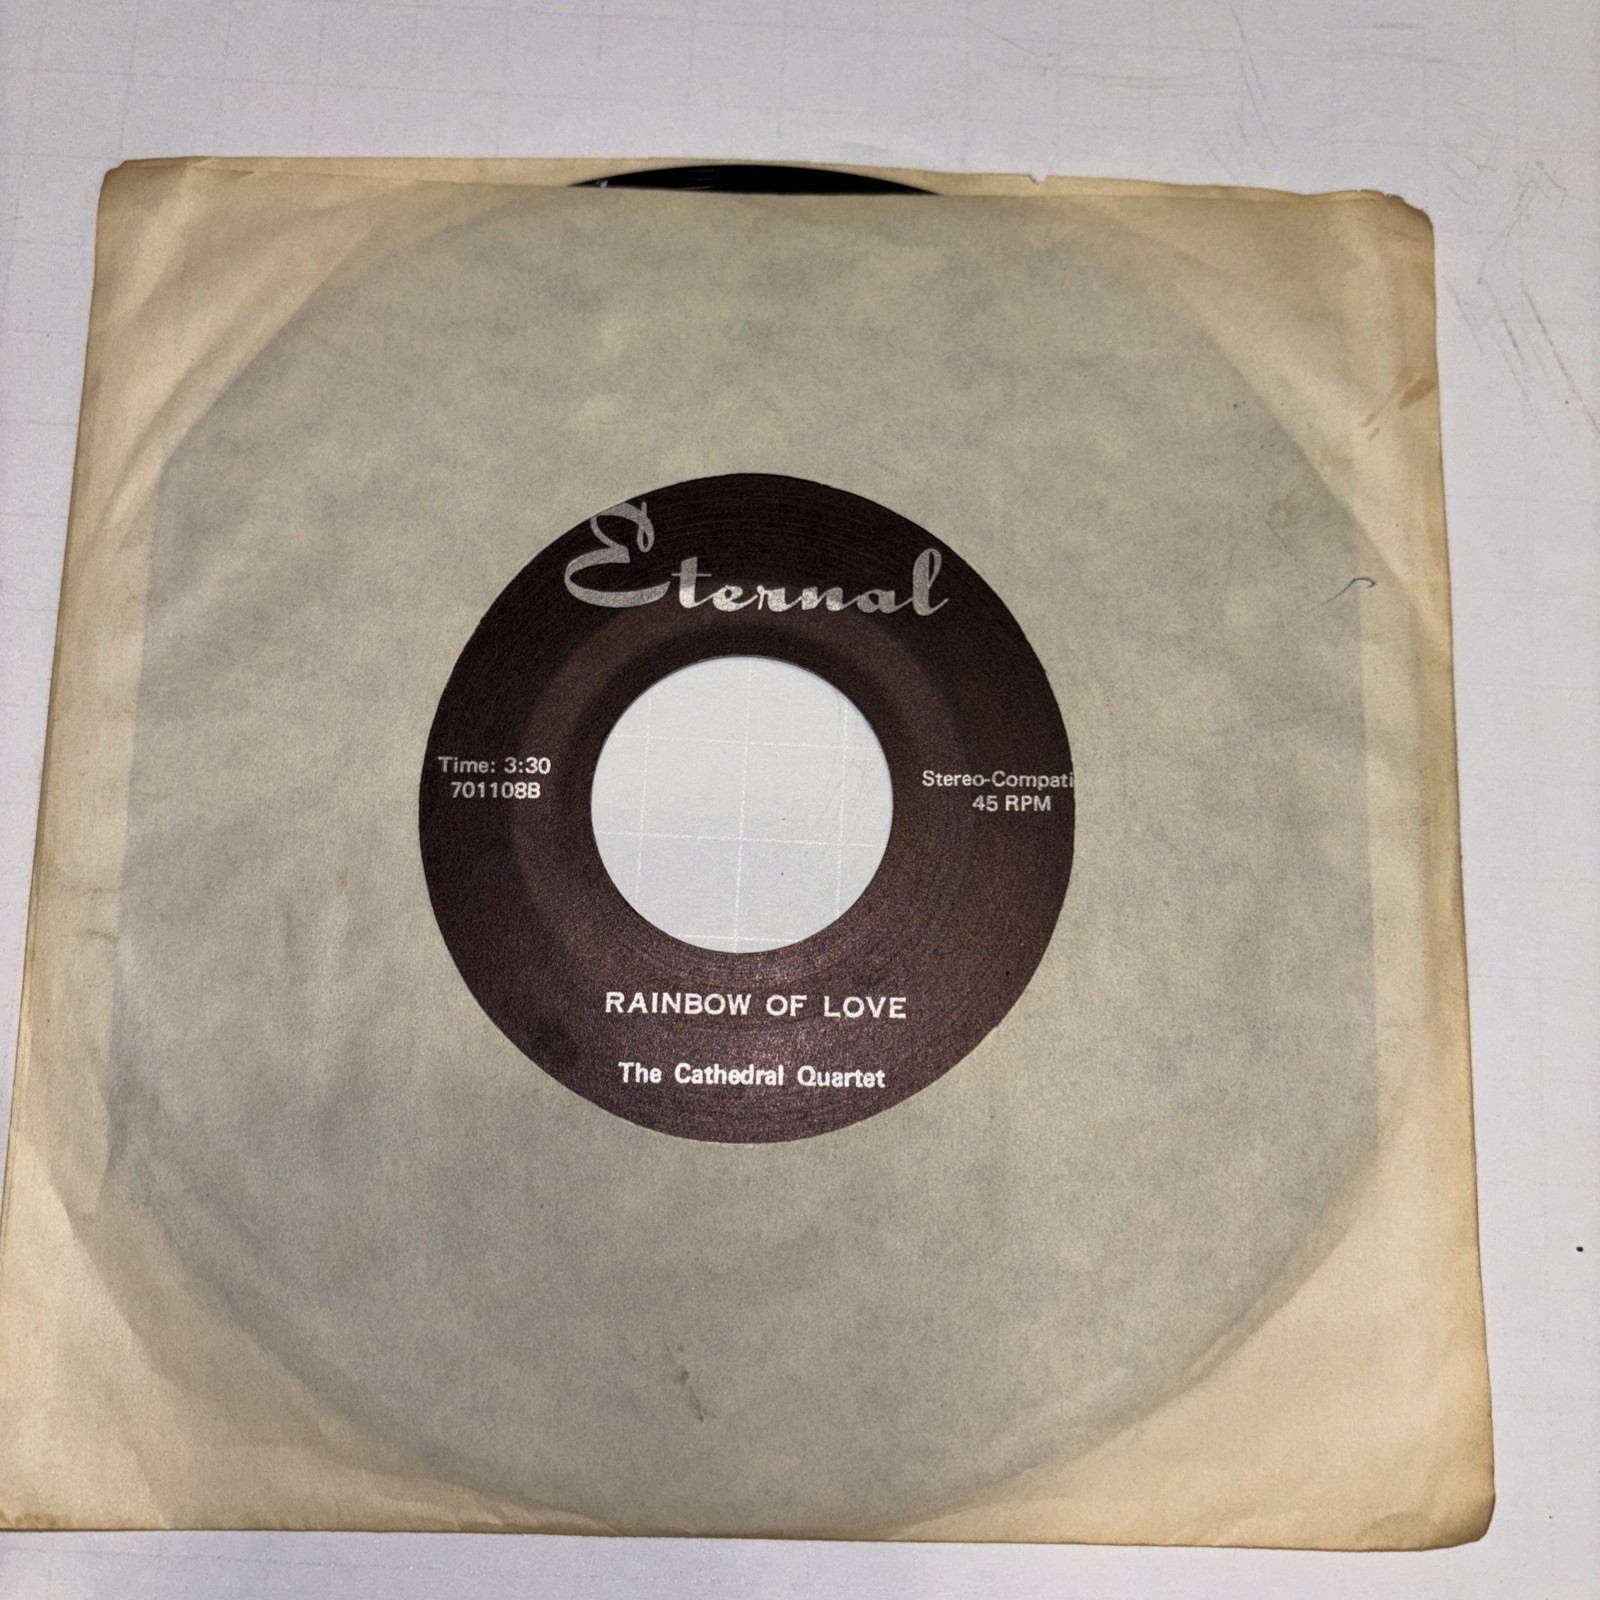 Eternal
Time: 3:30
701108B
Stereo-Compati
45 RPM
RAINBOW OF LOVE
The Cathedral Quartet